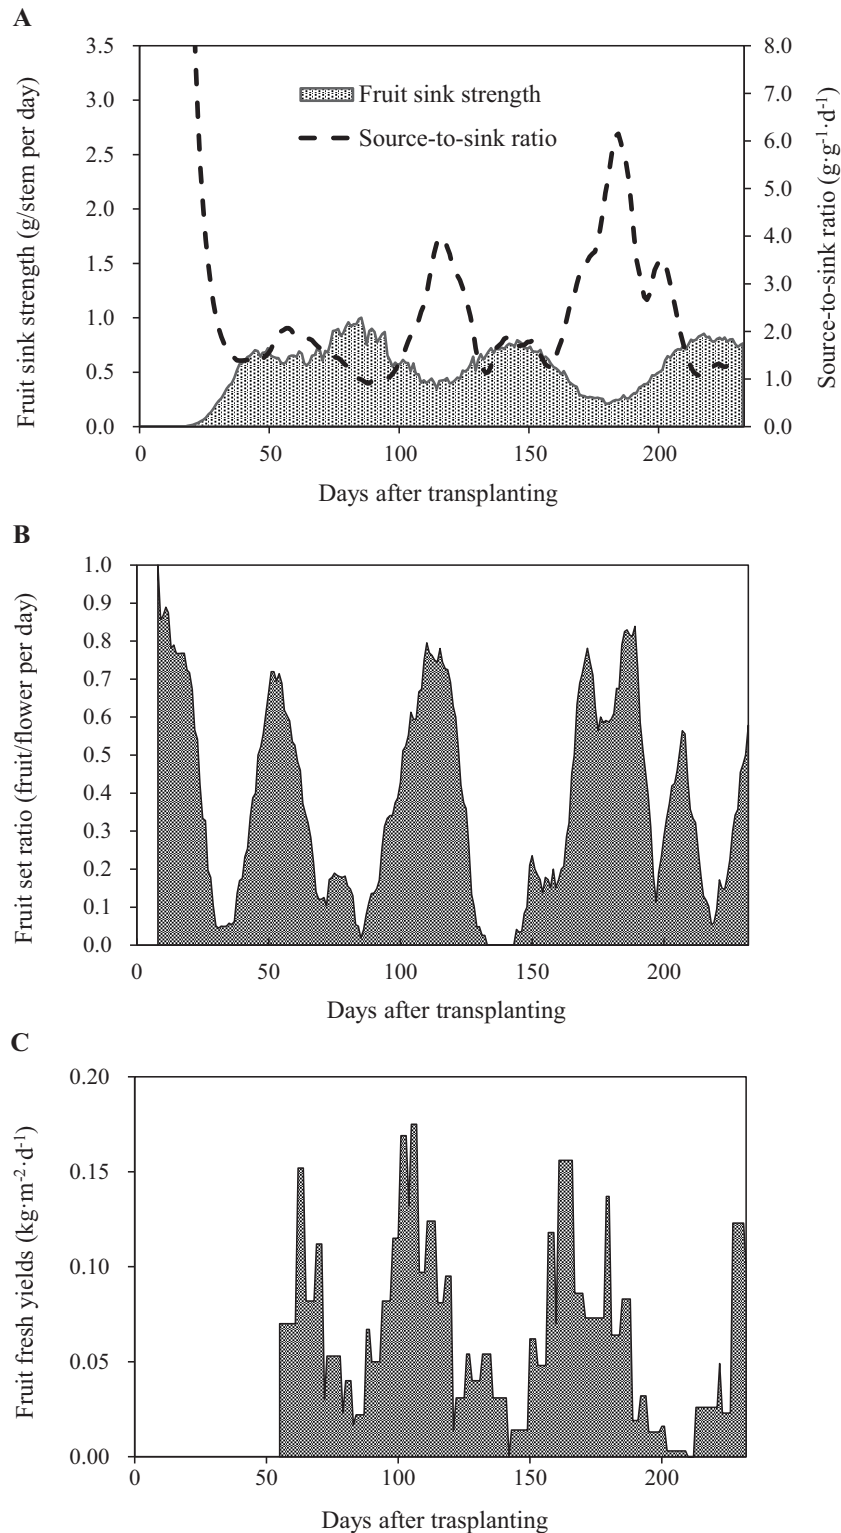 A
3.5
3.0
2.5
2.0
1.5
1.0
0.5
0.0
Fruit sink strength (g/stem per day)
Fruit sink strength
Source-to-sink ratio
8.0
7.0
6.0
5.0
4.0
3.0
2.0
1.0
0.0
Source-to-sink ratio (g·g-1·d-1)
0 50 100 150 200
Days after transplanting
B
1.0
0.9
0.8
0.7
0.6
0.5
0.4
0.3
0.2
0.1
0.0
Fruit set ratio (fruit/flower per day)
0 50 100 150 200
Days after transplanting
C
0.20
0.15
0.10
0.05
0.00
Fruit fresh yields (kg·m-2·d-1)
0 50 100 150 200
Days after trasplanting